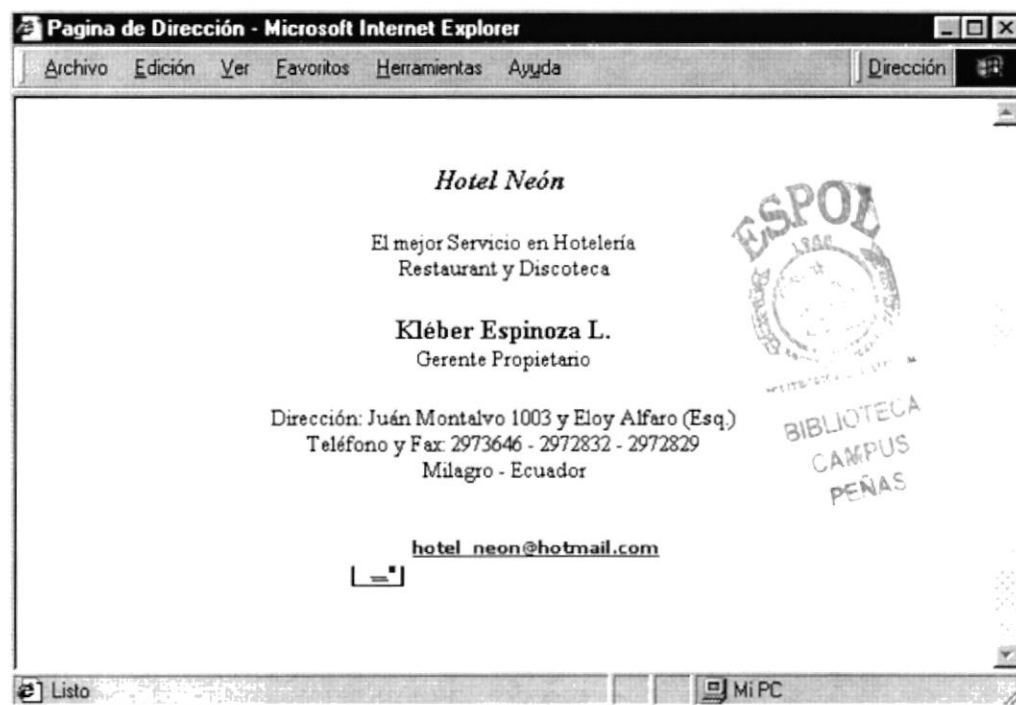 Pagina de Dirección - Microsoft Internet Explorer
Archivo Edición Ver Favoritos Herramientas Ayuda Dirección
Hotel Neón
El mejor Servicio en Hotelería
Restaurant y Discoteca
Kléber Espinoza L.
Gerente Propietario
Dirección: Juán Montalvo 1003 y Eloy Alfaro (Esq.)
Teléfono y Fax: 2973646 - 2972832 - 2972829
Milagro - Ecuador
hotel_neon@hotmail.com
ESPOL
BIBLIOTECA
CAMPUS
PEÑAS
Listo Mi PC